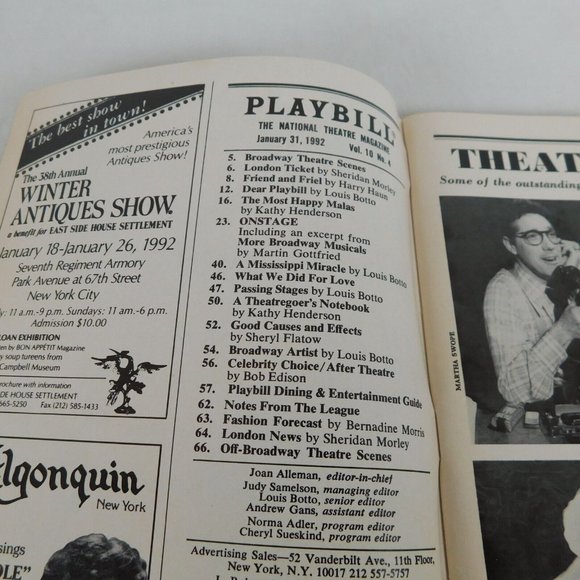 The best show
in town!
America's
most prestigious
Antiques Show!
The 38th Annual
WINTER
ANTIQUES SHOW
a benefit for EAST SIDE HOUSE SETTLEMENT
January 18-January 26, 1992
Seventh Regiment Armory
Park Avenue at 67th Street
New York City
11 a.m.-9 p.m. Sundays: 11 am.-6 p.m.
Admission $10.00
LOAN EXHIBITION
BON APPÉTIT Magazine
soup tureens from
Campbell Museum
brochure with information
SIDE HOUSE SETTLEMENT
665-5250 Fax (212) 585-1433
Algonquin
New York
PLAYBILL
THE NATIONAL THEATRE MAGAZINE
January 31, 1992 Vol. 10 No. 4
5. Broadway Theatre Scenes
6. London Ticket by Sheridan Morley
8. Friend and Friel by Harry Haun
12. Dear Playbill by Louis Botto
16. The Most Happy Malas
by Kathy Henderson
23. ONSTAGE
Including an excerpt from
More Broadway Musicals
by Martin Gottfried
40. A Mississippi Miracle by Louis Botto
46. What We Did For Love
47. Passing Stages by Louis Botto
50. A Theatregoer's Notebook
by Kathy Henderson
52. Good Causes and Effects
by Sheryl Flatow
54. Broadway Artist by Louis Botto
56. Celebrity Choice/After Theatre
by Bob Edison
57. Playbill Dining & Entertainment Guide
62. Notes From The League
63. Fashion Forecast by Bernadine Morris
64. London News by Sheridan Morley
66. Off-Broadway Theatre Scenes
Joan Alleman, editor-in-chief
Judy Samelson, managing editor
Louis Botto, senior editor
Andrew Gans, assistant editor
Norma Adler, program editor
Cheryl Sueskind, program editor
Advertising Sales—52 Vanderbilt Ave., 11th Floor,
New York, N.Y. 10017 212 557-5757
THEAT
Some of the outstanding
MARTHA SWOPE